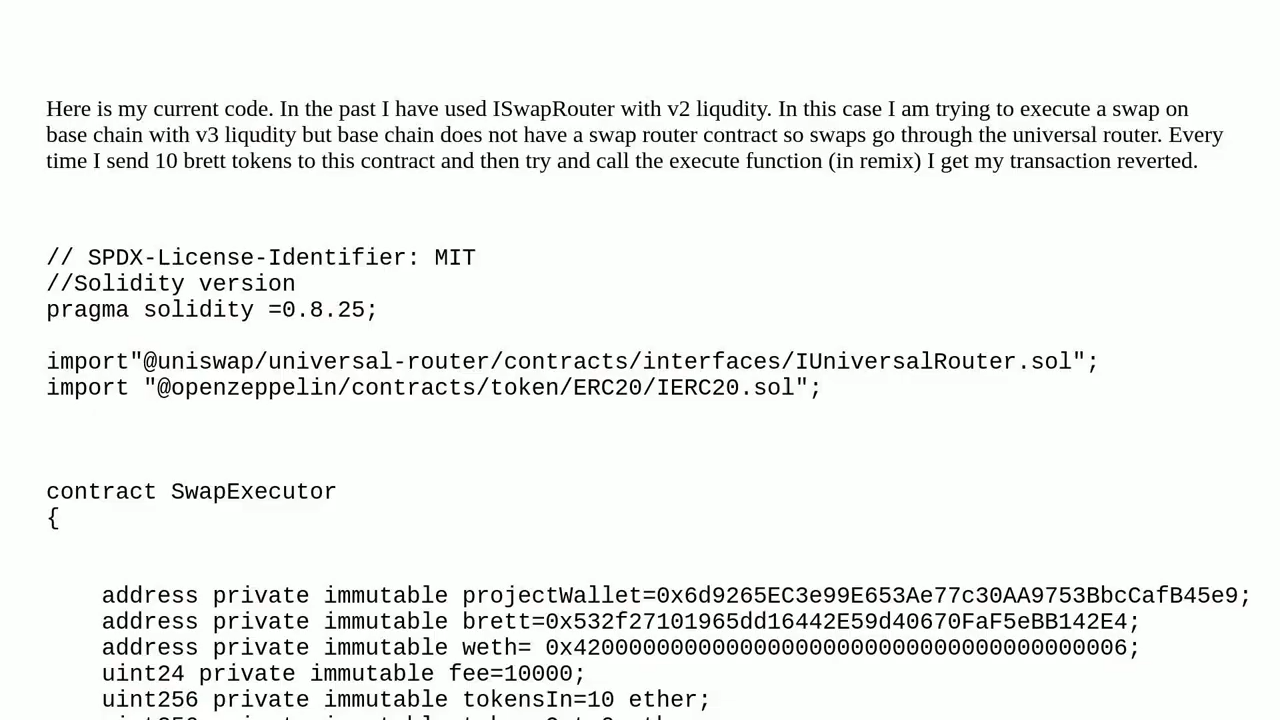 Here is my current code. In the past I have used ISwapRouter with v2 liqudity. In this case I am trying to execute a swap on
base chain with v3 liqudity but base chain does not have a swap router contract so swaps go through the universal router. Every
time I send 10 brett tokens to this contract and then try and call the execute function (in remix) I get my transaction reverted.
// SPDX-License-Identifier: MIT
//Solidity version
pragma solidity =0.8.25;
import"@uniswap/universal-router/contracts/interfaces/IUniversalRouter.sol";
import "@openzeppelin/contracts/token/ERC20/IERC20.sol";
contract SwapExecutor
{
address private immutable projectWallet=0x6d9265EC3e99E653Ae77c30AA9753BbcCafB45e9;
address private immutable brett=0x532f27101965dd16442E59d40670FaF5eBB142E4;
address private immutable weth= 0x4200000000000000000000000000000000000006;
uint24 private immutable fee=10000;
uint256 private immutable tokensIn=10 ether;